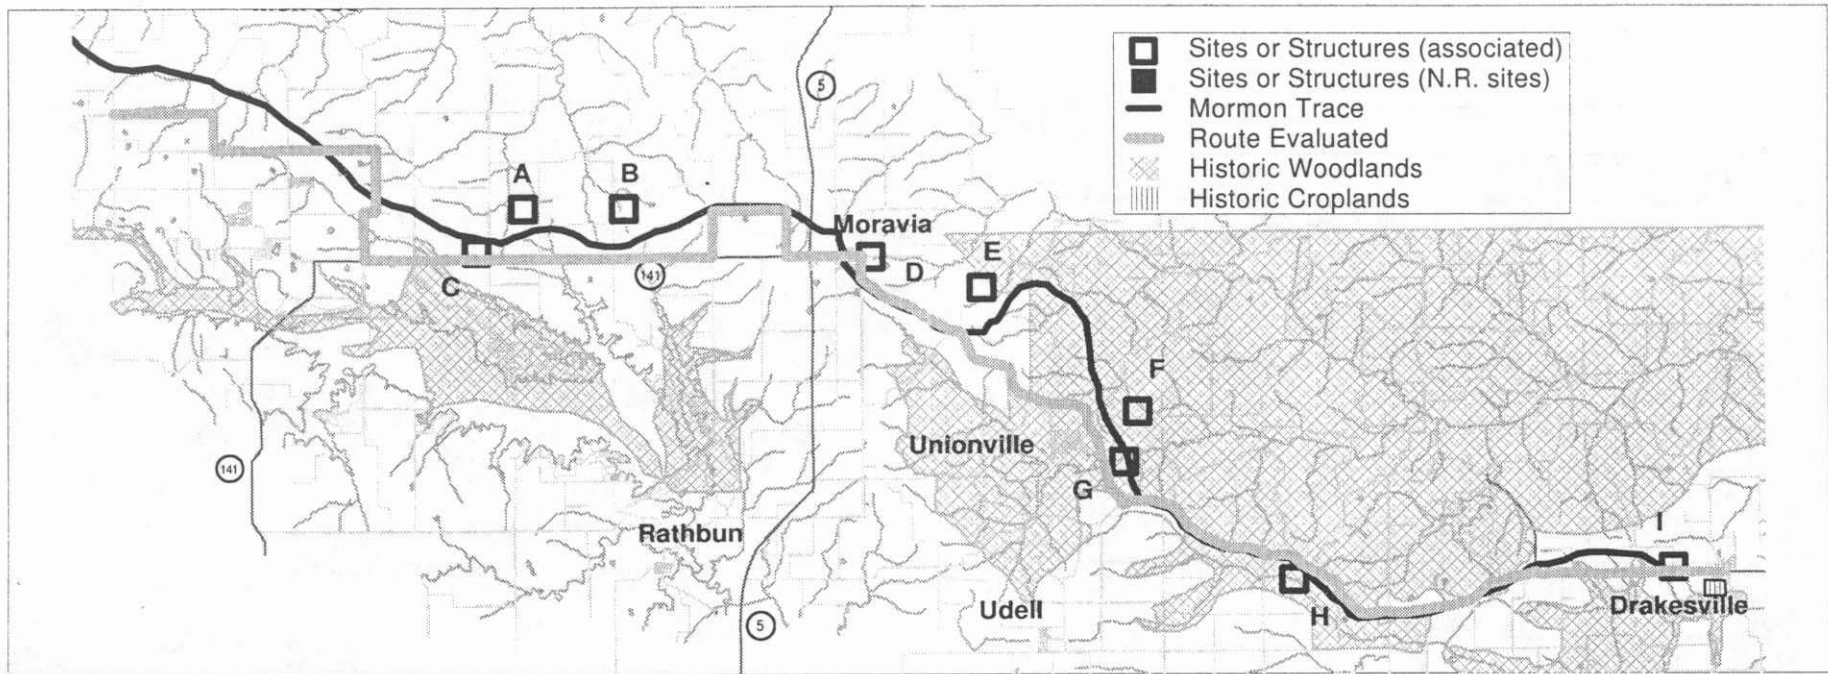 Sites or Structures (associated)
Sites or Structures (N.R. sites)
Mormon Trace
Route Evaluated
Historic Woodlands
Historic Croplands
5
A
B
Moravia
D
E
C
141
F
Unionville
141
G
Rathbun
I
Udell
5
H
Drakesville